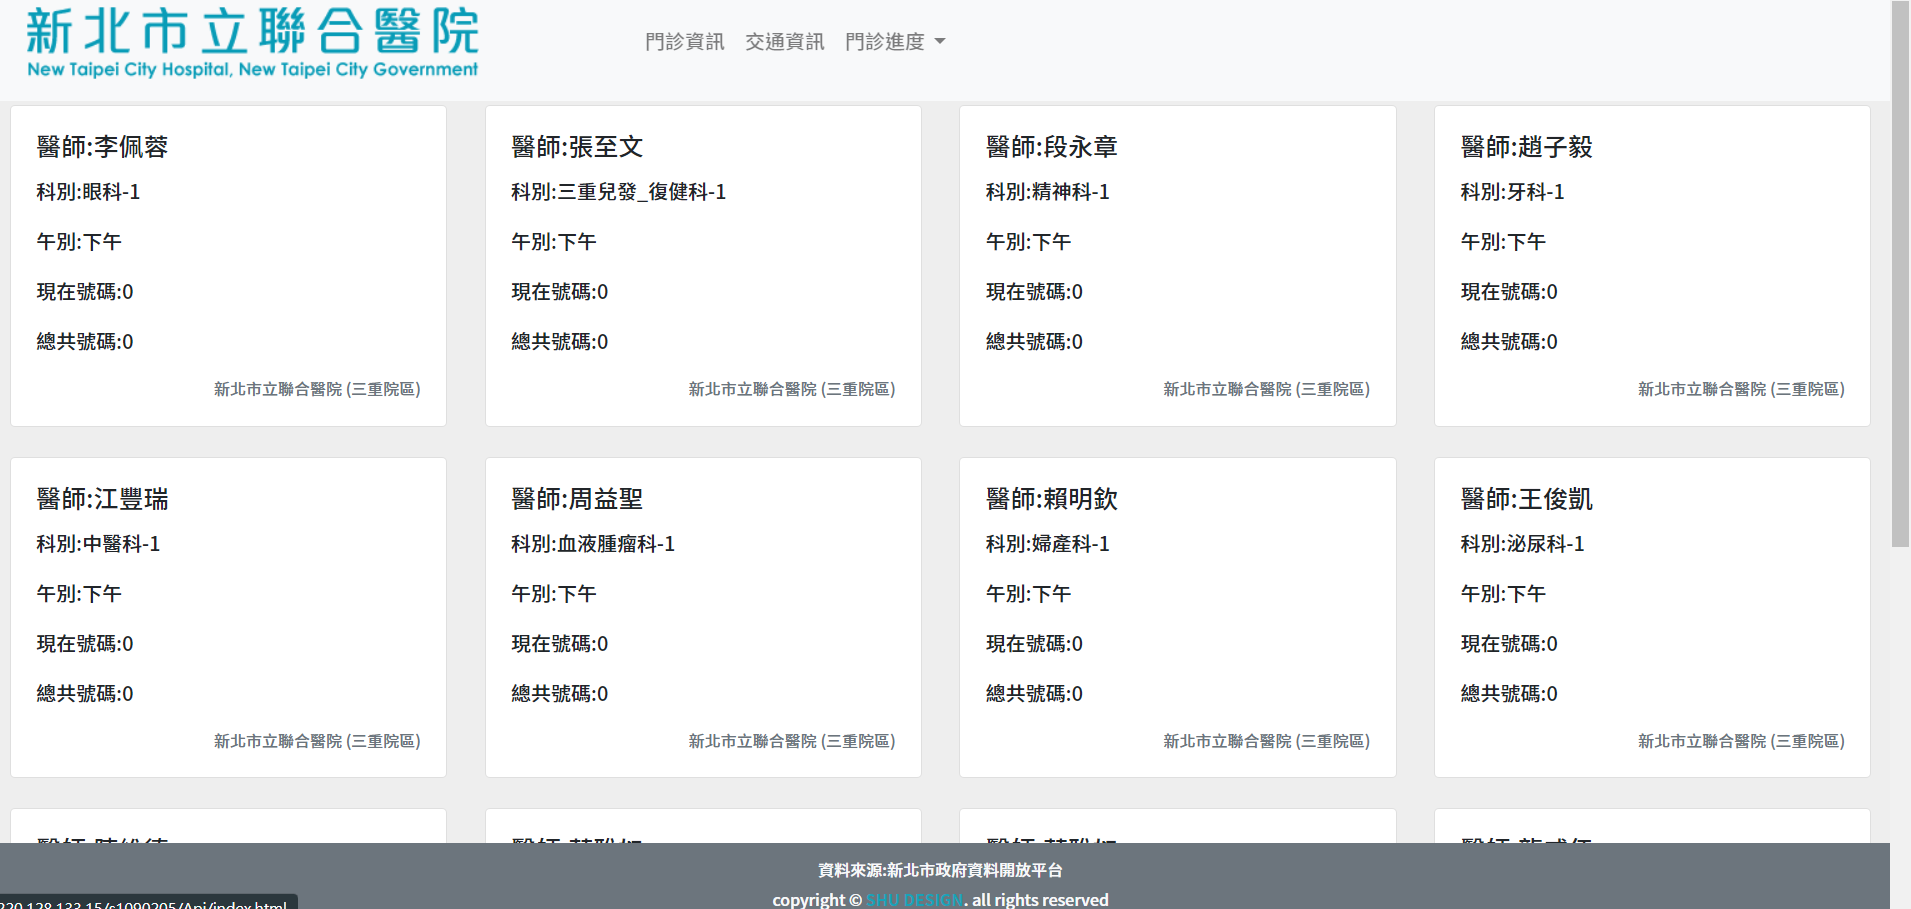 新北市立聯合醫院
New Taipei City Hospital, New Taipei City Government
門診資訊 交通資訊 門診進度
醫師:李佩蓉
科別:眼科-1
午別:下午
現在號碼:0
總共號碼:0
新北市立聯合醫院 (三重院區)
醫師:張至文
科別:三重兒發_復健科-1
午別:下午
現在號碼:0
總共號碼:0
新北市立聯合醫院 (三重院區)
醫師:段永章
科別:精神科-1
午別:下午
現在號碼:0
總共號碼:0
新北市立聯合醫院 (三重院區)
醫師:趙子毅
科別:牙科-1
午別:下午
現在號碼:0
總共號碼:0
新北市立聯合醫院 (三重院區)
醫師:江豐瑞
科別:中醫科-1
午別:下午
現在號碼:0
總共號碼:0
新北市立聯合醫院 (三重院區)
醫師:周益聖
科別:血液腫瘤科-1
午別:下午
現在號碼:0
總共號碼:0
新北市立聯合醫院 (三重院區)
醫師:賴明欽
科別:婦產科-1
午別:下午
現在號碼:0
總共號碼:0
新北市立聯合醫院 (三重院區)
醫師:王俊凱
科別:泌尿科-1
午別:下午
現在號碼:0
總共號碼:0
新北市立聯合醫院 (三重院區)
醫師
醫師
醫師
醫師
資料來源:新北市政府資料開放平台
copyright © SHU DESIGN. all rights reserved
220.128.133.15/s1090205/Api/index.html